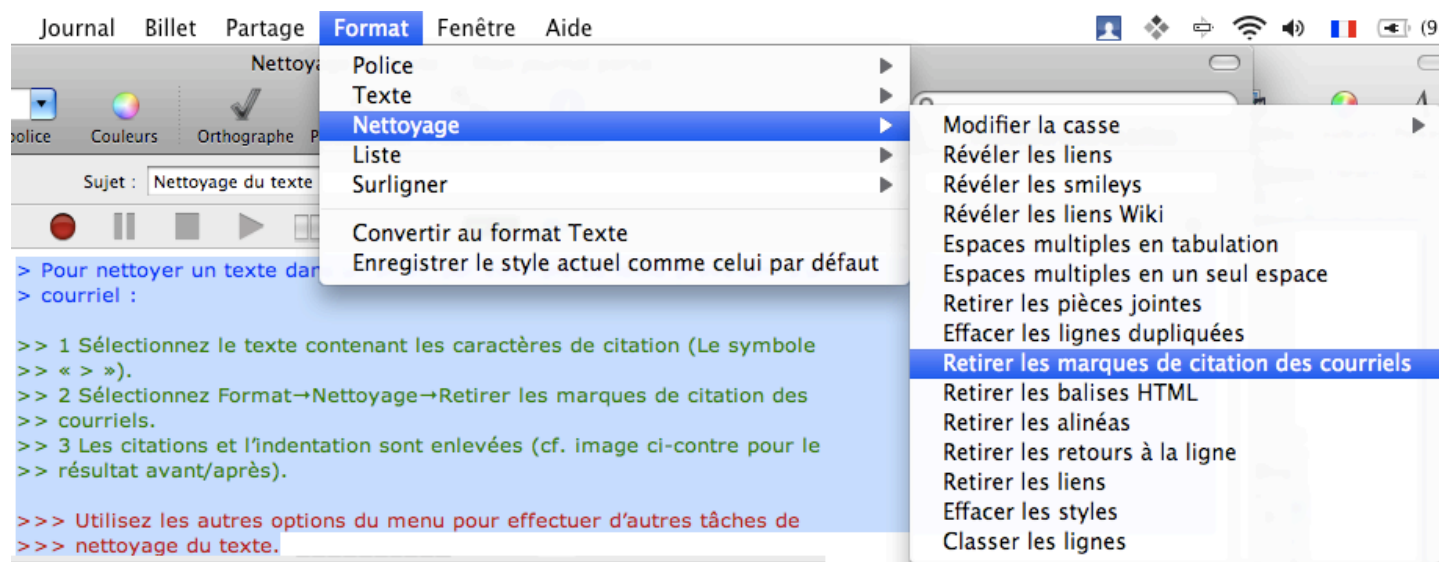 Journal Billet Partage Format Fenêtre Aide (9
Nettoya
police Couleurs Orthographe P
Sujet : Nettoyage du texte
Police
Texte
Nettoyage
Liste
Surligner
Convertir au format Texte
Enregistrer le style actuel comme celui par défaut
Modifier la casse
Révéler les liens
Révéler les smileys
Révéler les liens Wiki
Espaces multiples en tabulation
Espaces multiples en un seul espace
Retirer les pièces jointes
Effacer les lignes dupliquées
Retirer les marques de citation des courriels
Retirer les balises HTML
Retirer les alinéas
Retirer les retours à la ligne
Retirer les liens
Effacer les styles
Classer les lignes
> Pour nettoyer un texte dan
> courriel :
>> 1 Sélectionnez le texte contenant les caractères de citation (Le symbole
>> « > »).
>> 2 Sélectionnez Format→Nettoyage→Retirer les marques de citation des
>> courriels.
>> 3 Les citations et l’indentation sont enlevées (cf. image ci-contre pour le
>> résultat avant/après).
>>> Utilisez les autres options du menu pour effectuer d’autres tâches de
>>> nettoyage du texte.